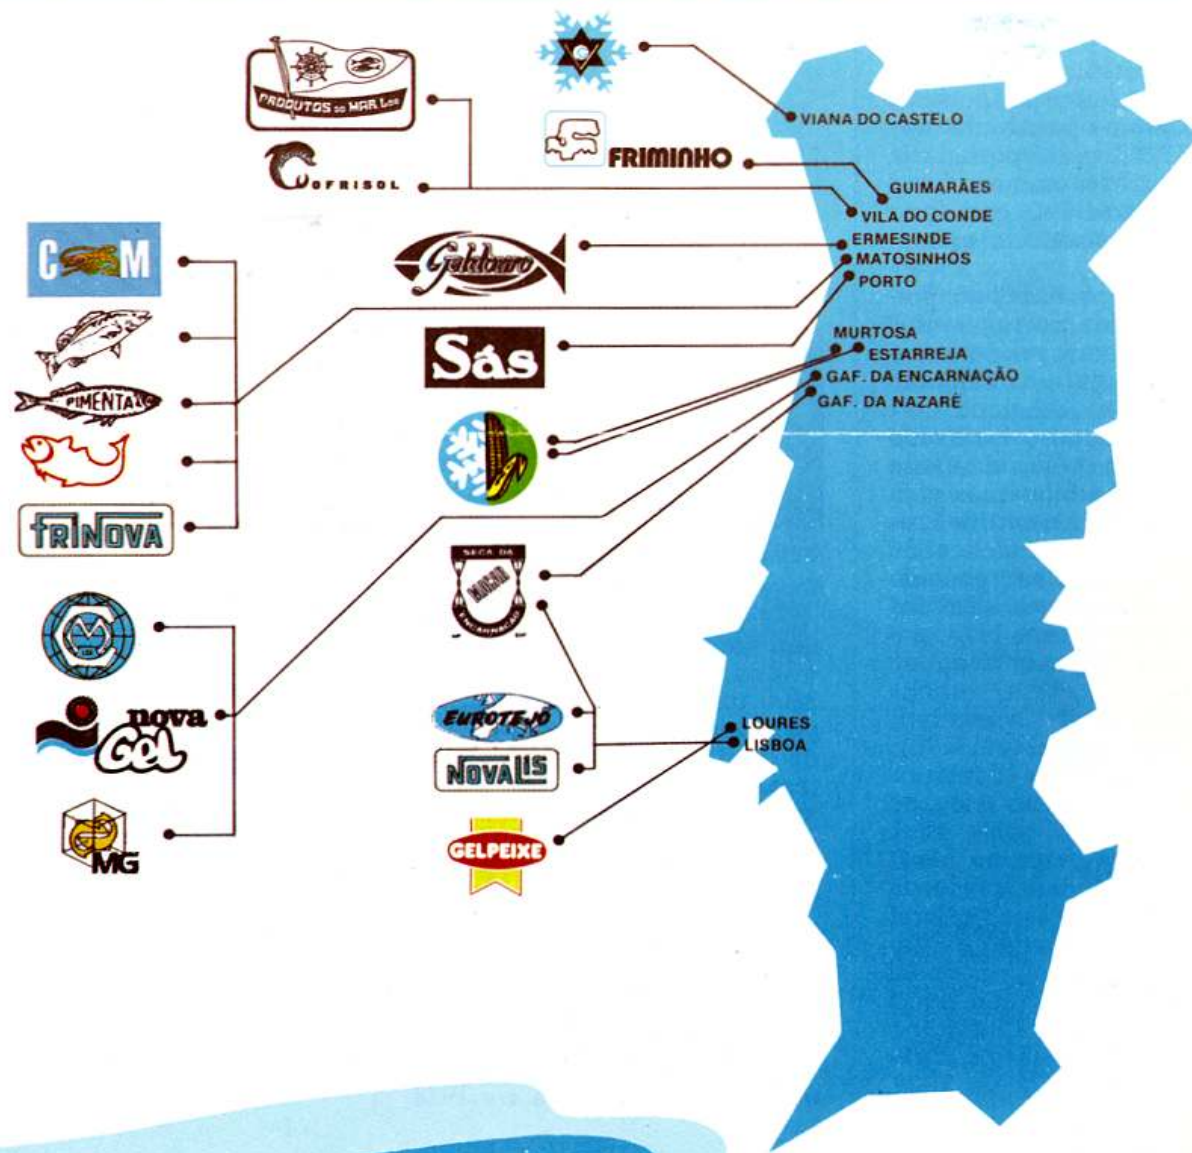 PRODUTOS DO MAR LDA
COFRISOL
FRIMINHO
VIANA DO CASTELO
GUIMARÃES
VILA DO CONDE
ERMESINDE
MATOSINHOS
PORTO
C M
PIMENTA
FRINOVA
Geldouro
Sás
MURTOSA
ESTARREJA
GAF. DA ENCARNAÇÃO
GAF. DA NAZARÈ
SECA DA
ENCARNAÇÃO
CM
nova
GEL
MG
EUROTEJO
NOVALIS
GELPEIXE
LOURES
LISBOA